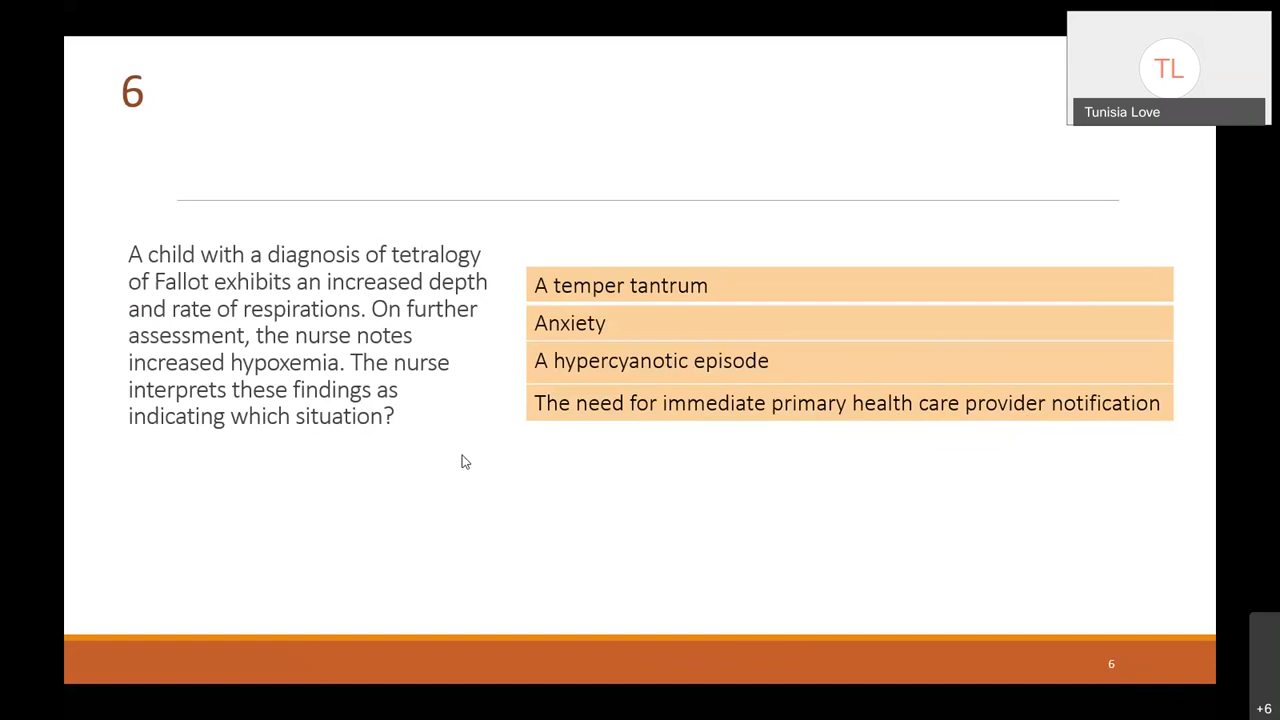 6
TL
Tunisia Love
A child with a diagnosis of tetralogy
of Fallot exhibits an increased depth
and rate of respirations. On further
assessment, the nurse notes
increased hypoxemia. The nurse
interprets these findings as
indicating which situation?
A temper tantrum
Anxiety
A hypercyanotic episode
The need for immediate primary health care provider notification
6
+6